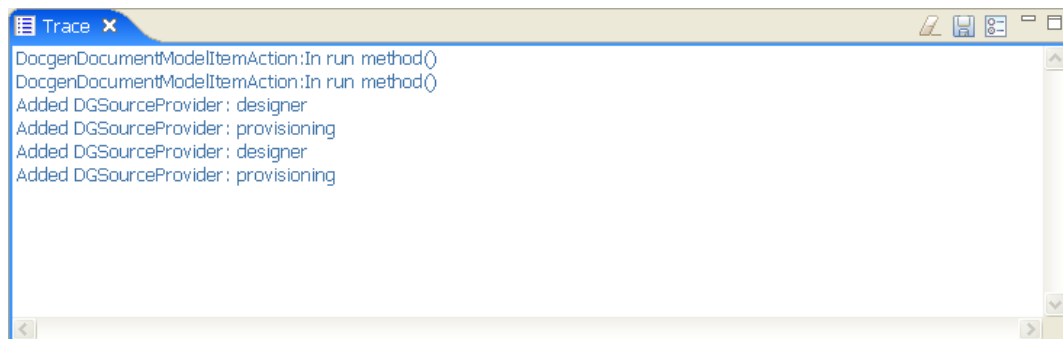 Trace
DocgenDocumentModelItemAction:In run method()
DocgenDocumentModelItemAction:In run method()
Added DGSourceProvider: designer
Added DGSourceProvider: provisioning
Added DGSourceProvider: designer
Added DGSourceProvider: provisioning